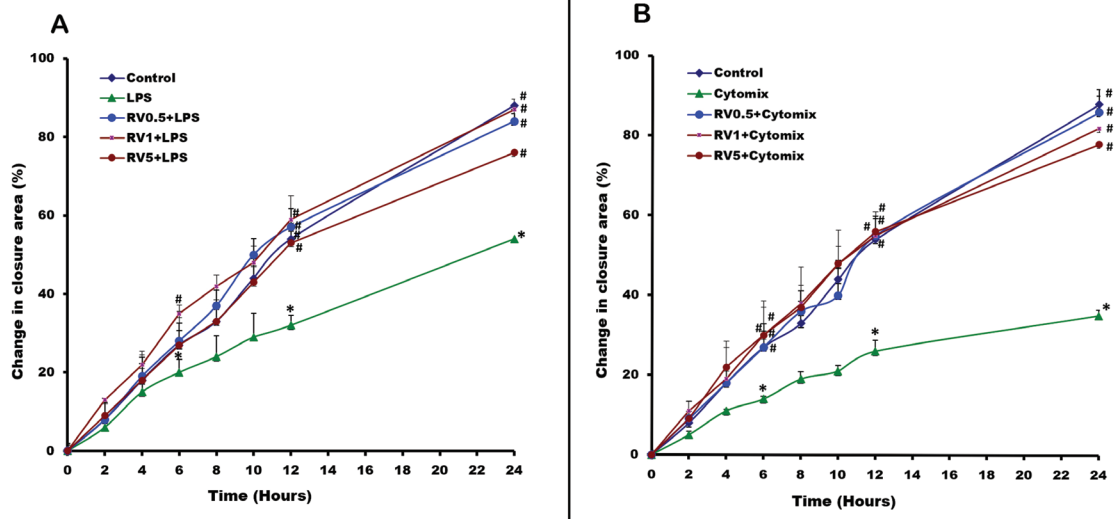 A
Change in closure area (%)
100
80
60
40
20
0
Control
LPS
RV0.5+LPS
RV1+LPS
RV5+LPS
#
#
#
#
*
#
#
#
#
*
#
*
0 2 4 6 8 10 12 14 16 18 20 22 24
Time (Hours)
B
Change in closure area (%)
100
80
60
40
20
0
Control
Cytomix
RV0.5+Cytomix
RV1+Cytomix
RV5+Cytomix
#
#
#
#
*
#
#
#
#
*
#
#
#
#
*
0 2 4 6 8 10 12 14 16 18 20 22 24
Time (Hours)